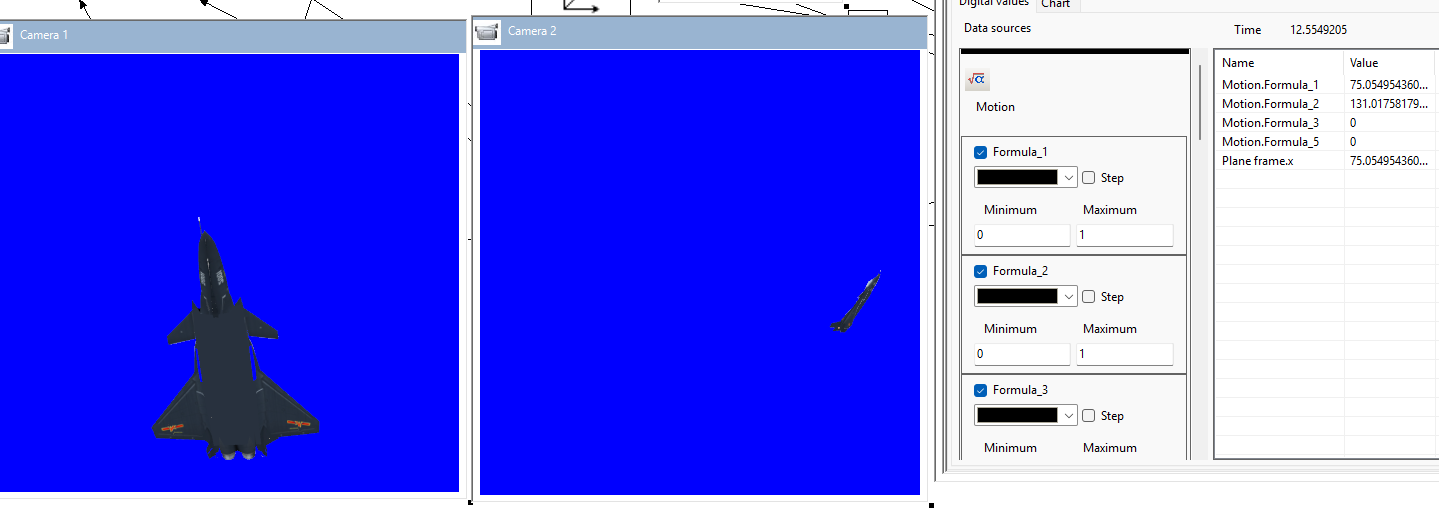 Camera 1
Camera 2
Digital values
Chart
Data sources
Time
12.5549205
√α
Motion
Formula_1
Step
Minimum
Maximum
0
1
Formula_2
Step
Minimum
Maximum
0
1
Formula_3
Step
Minimum
Maximum
Name
Value
Motion.Formula_1
75.054954360...
Motion.Formula_2
131.01758179...
Motion.Formula_3
0
Motion.Formula_5
0
Plane frame.x
75.054954360...